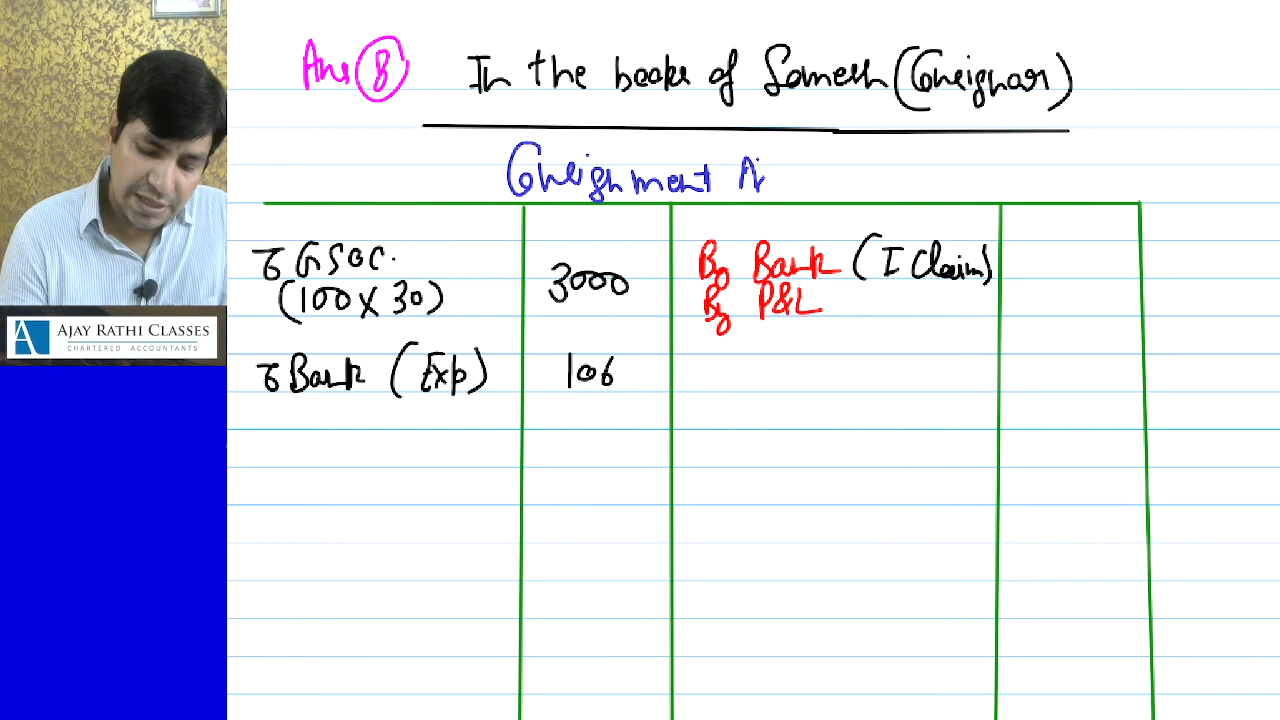 Ans 8 In the books of Somesh (Consignor)
Consignment A/c
To GSOC. 3000 By Bank (I Claim)
(100 x 30) By P&L
To Bank (Exp) 106
AJAY RATHI CLASSES
CHARTERED ACCOUNTANTS